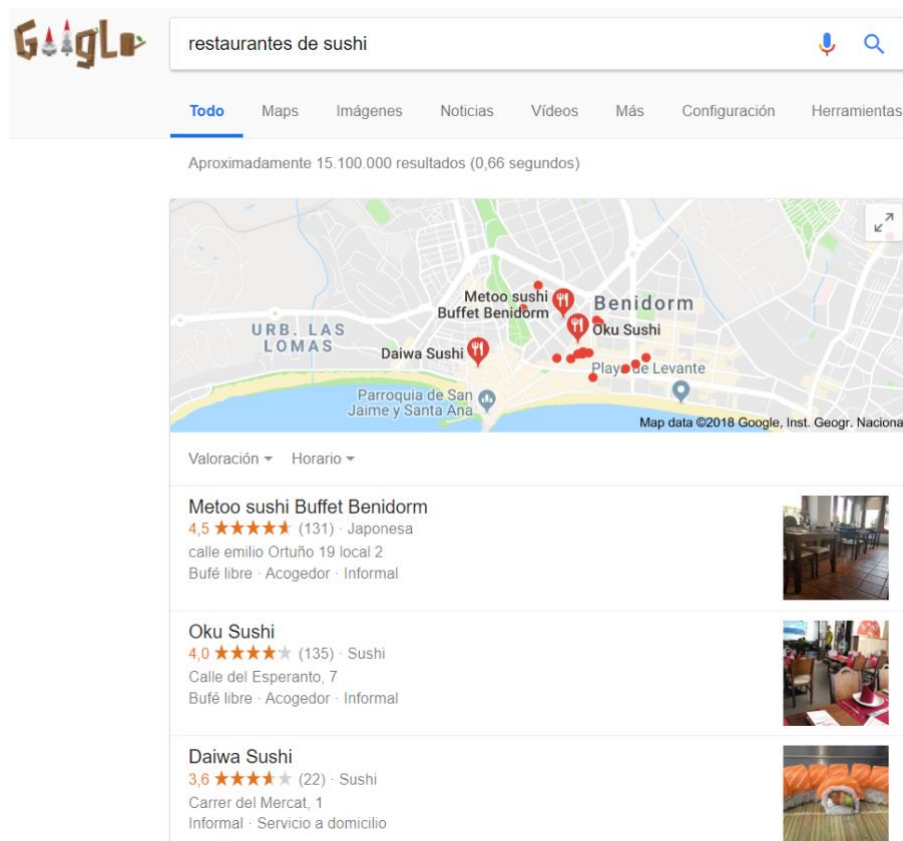 restaurantes de sushi
Todo Maps Imágenes Noticias Vídeos Más Configuración Herramientas
Aproximadamente 15.100.000 resultados (0,66 segundos)
Metoo sushi
Buffet Benidorm
Benidorm
Oku Sushi
URB. LAS
LOMAS
Daiwa Sushi
Playa de Levante
Parroquia de San
Jaime y Santa Ana
Map data ©2018 Google, Inst. Geogr. Naciona
Valoración Horario
Metoo sushi Buffet Benidorm
4,5 (131) · Japonesa
calle emilio Ortuño 19 local 2
Bufé libre · Acogedor · Informal
Oku Sushi
4,0 (135) · Sushi
Calle del Esperanto, 7
Bufé libre · Acogedor · Informal
Daiwa Sushi
3,6 (22) · Sushi
Carrer del Mercat, 1
Informal · Servicio a domicilio